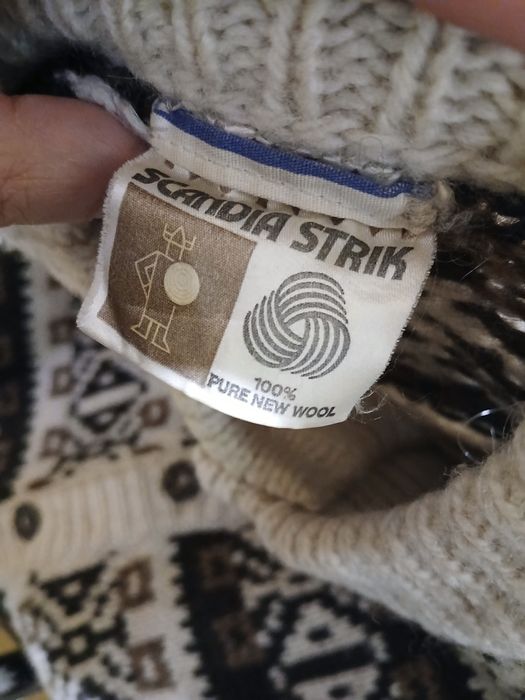 SCANDIA STRIK
100%
PURE NEW WOOL